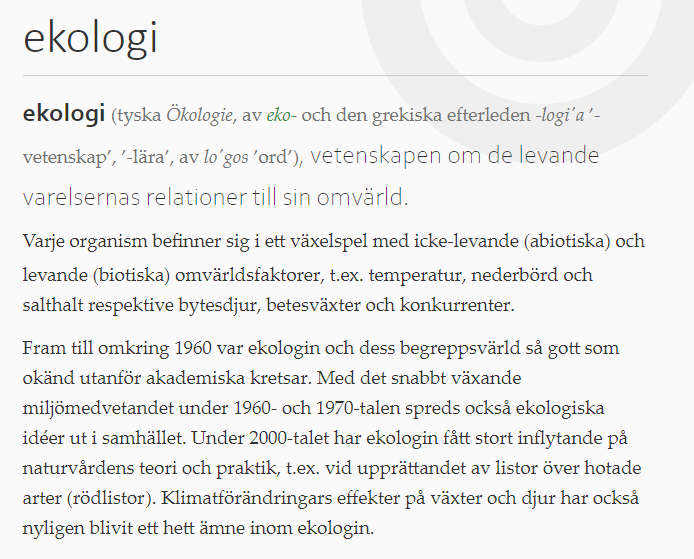 ekologi
ekologi (tyska Ökologie, av eko- och den grekiska efterleden -logiʹa ’-
vetenskap’, ’-lära’, av loʹgos ’ord’), vetenskapen om de levande
varelsernas relationer till sin omvärld.
Varje organism befinner sig i ett växelspel med icke-levande (abiotiska) och
levande (biotiska) omvärldsfaktorer, t.ex. temperatur, nederbörd och
salthalt respektive bytesdjur, betesväxter och konkurrenter.
Fram till omkring 1960 var ekologin och dess begreppsvärld så gott som
okänd utanför akademiska kretsar. Med det snabbt växande
miljömedvetandet under 1960- och 1970-talen spreds också ekologiska
idéer ut i samhället. Under 2000-talet har ekologin fått stort inflytande på
naturvårdens teori och praktik, t.ex. vid upprättandet av listor över hotade
arter (rödlistor). Klimatförändringars effekter på växter och djur har också
nyligen blivit ett hett ämne inom ekologin.